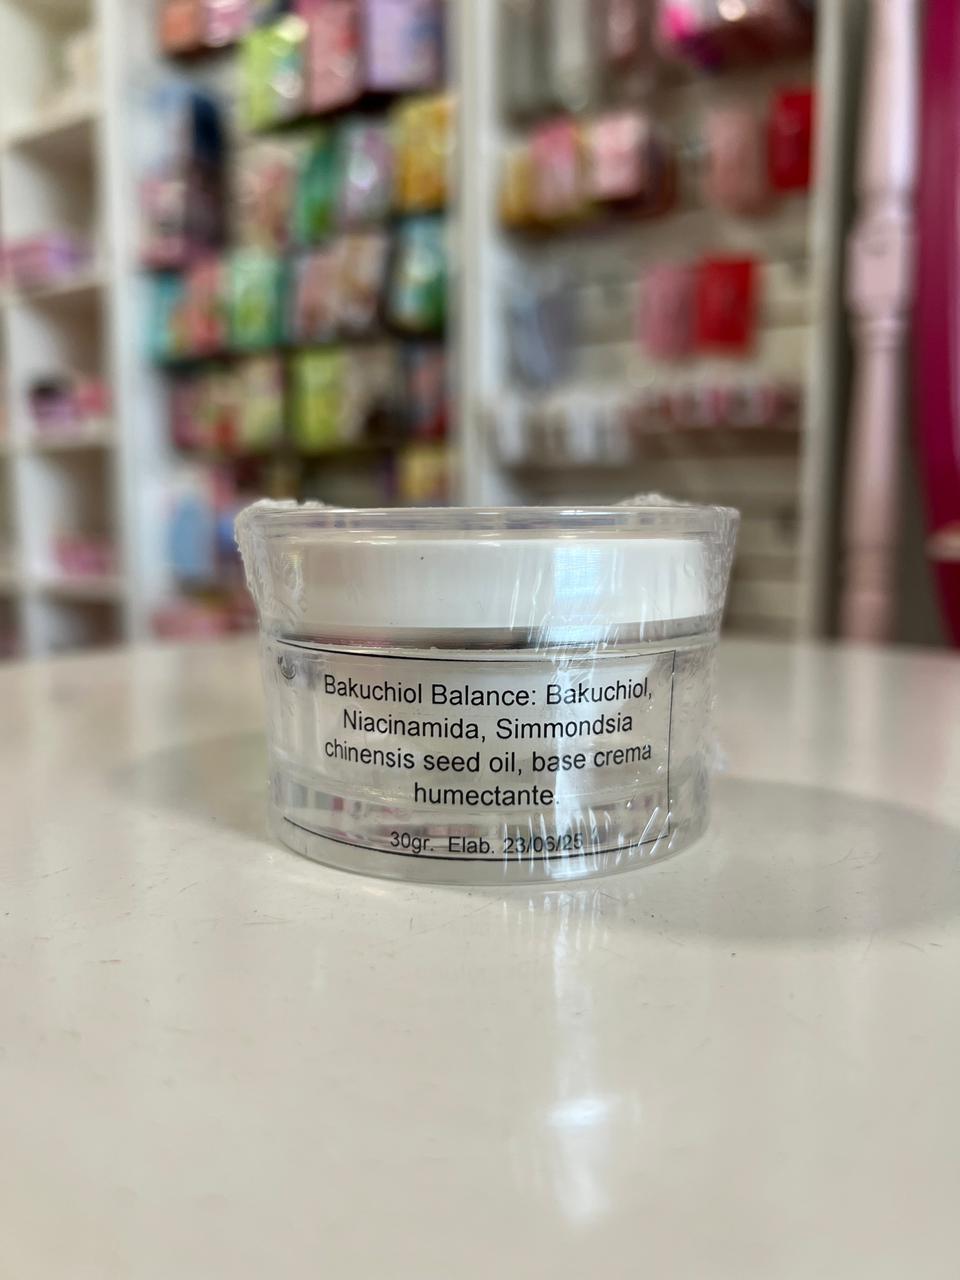 Bakuchiol Balance: Bakuchiol,
Niacinamida, Simmondsia
chinensis seed oil, base crema
humectante.
30gr. Elab. 23/06/25